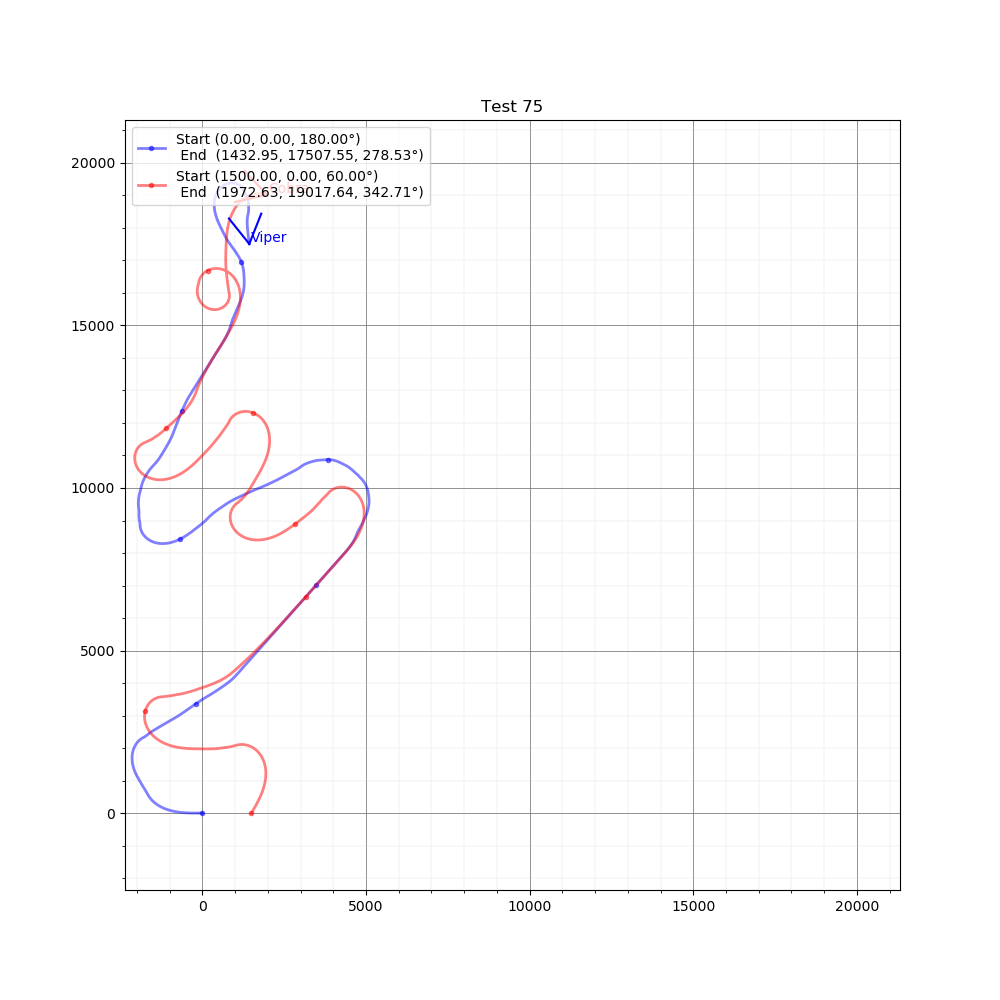 Test 75
Start (0.00, 0.00, 180.00°)
End  (1432.95, 17507.55, 278.53°)
Start (1500.00, 0.00, 60.00°)
End  (1972.63, 19017.64, 342.71°)
Viper
20000
15000
10000
5000
0
0
5000
10000
15000
20000